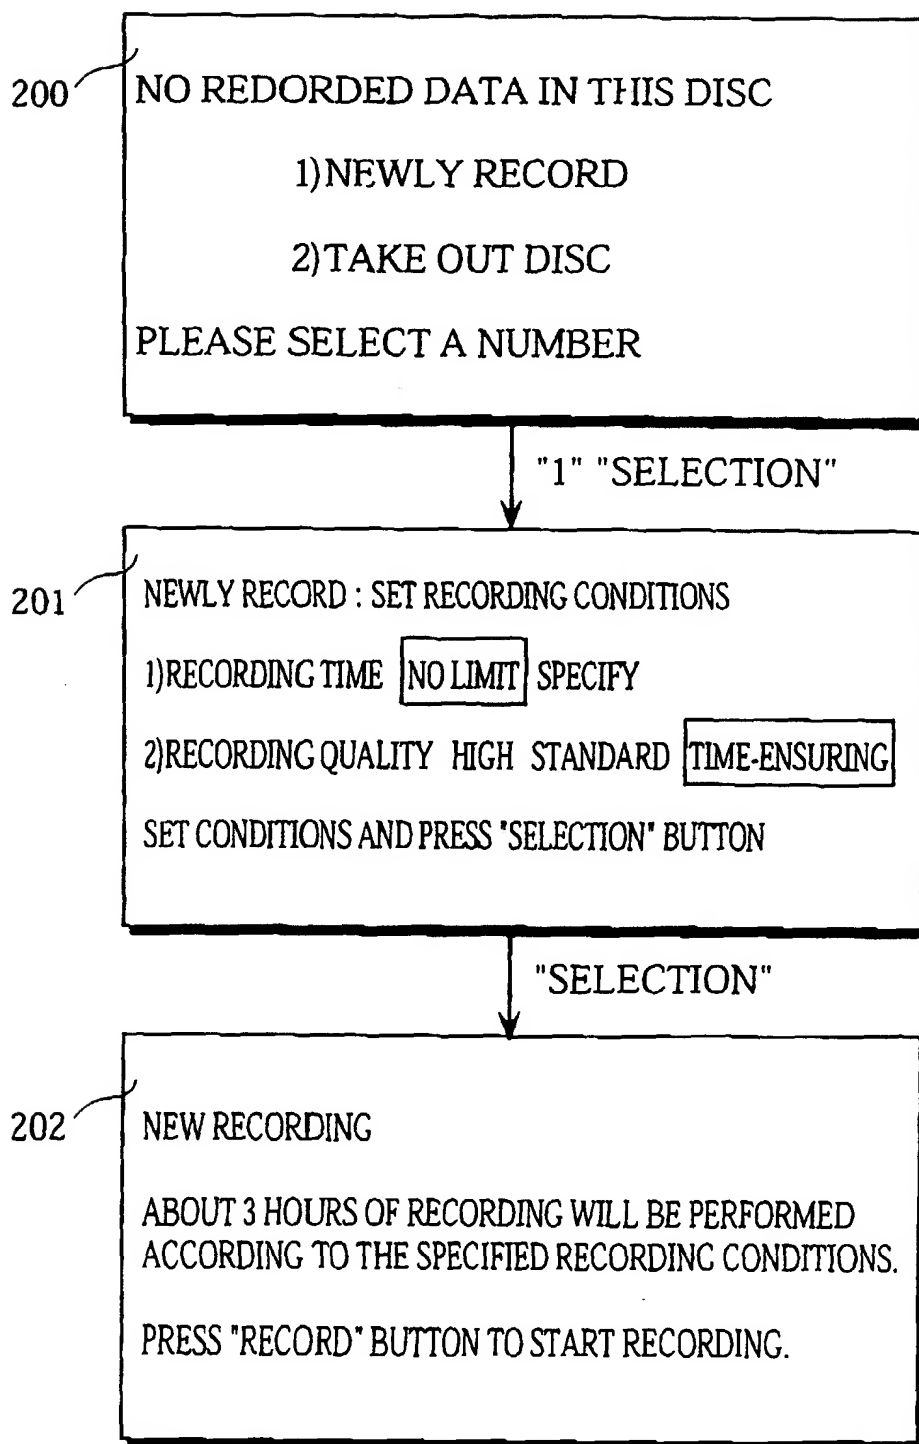 200
NO REDORDED DATA IN THIS DISC
1)NEWLY RECORD
2)TAKE OUT DISC
PLEASE SELECT A NUMBER
"1" "SELECTION"
201
NEWLY RECORD : SET RECORDING CONDITIONS
1)RECORDING TIME NO LIMIT SPECIFY
2)RECORDING QUALITY HIGH STANDARD TIME-ENSURING
SET CONDITIONS AND PRESS "SELECTION" BUTTON
"SELECTION"
202
NEW RECORDING
ABOUT 3 HOURS OF RECORDING WILL BE PERFORMED
ACCORDING TO THE SPECIFIED RECORDING CONDITIONS.
PRESS "RECORD" BUTTON TO START RECORDING.